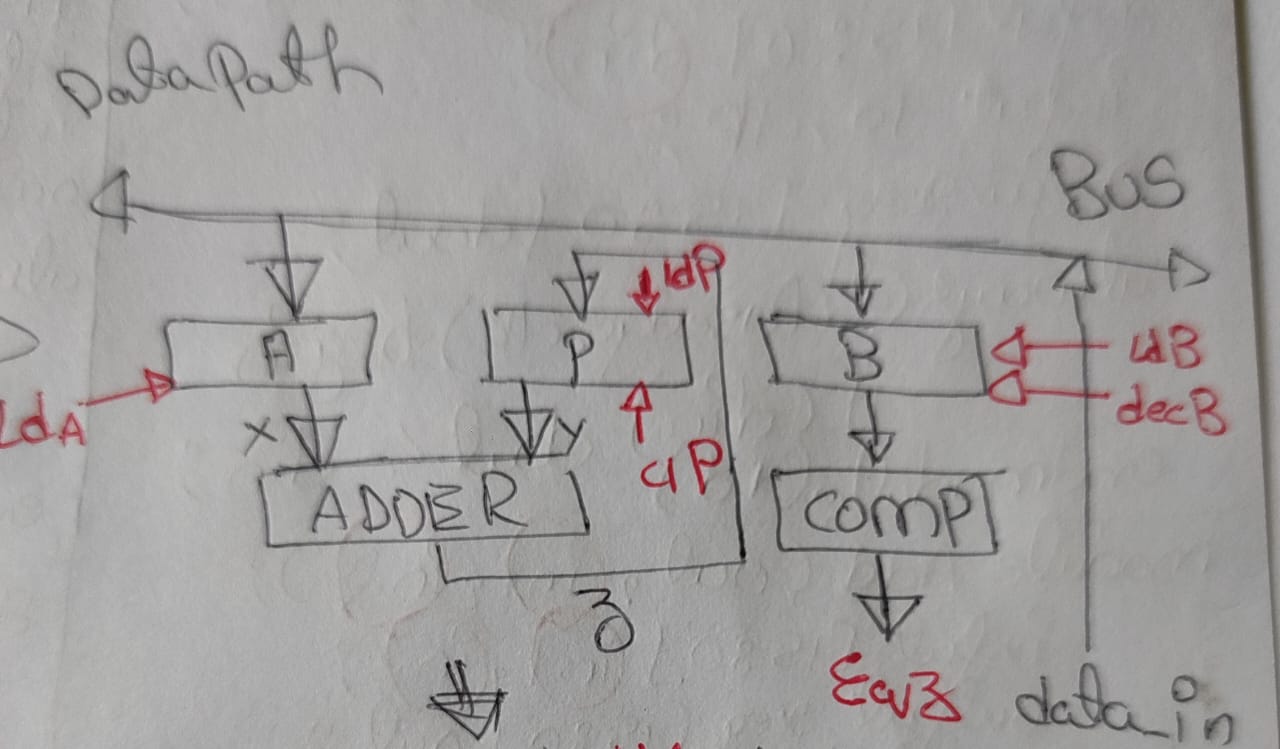 DataPath
BUS
ldP
A
P
B
ldB
LdA
decB
X
Y
clP
ADDER
COMP
Z
EqZ
data_in